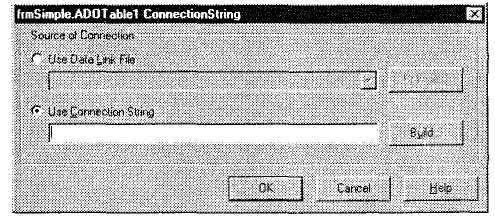 frmSimple.ADOTable1 ConnectionString
Source of Connection
Use Data Link File
Use Connection String
Build...
OK
Cancel
Help